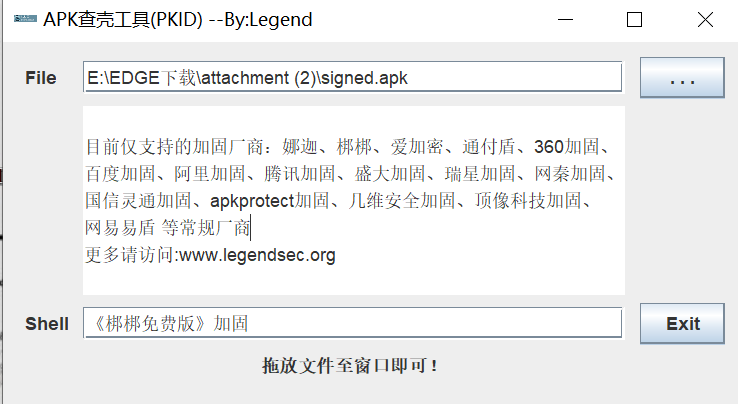 APK查壳工具(PKID) --By:Legend
File
E:\EDGE下载\attachment (2)\signed.apk
...
目前仅支持的加固厂商：娜迦、梆梆、爱加密、通付盾、360加固、
百度加固、阿里加固、腾讯加固、盛大加固、瑞星加固、网秦加固、
国信灵通加固、apkprotect加固、几维安全加固、顶像科技加固、
网易易盾 等常规厂商
更多请访问:www.legendsec.org
Shell
《梆梆免费版》加固
Exit
拖放文件至窗口即可！